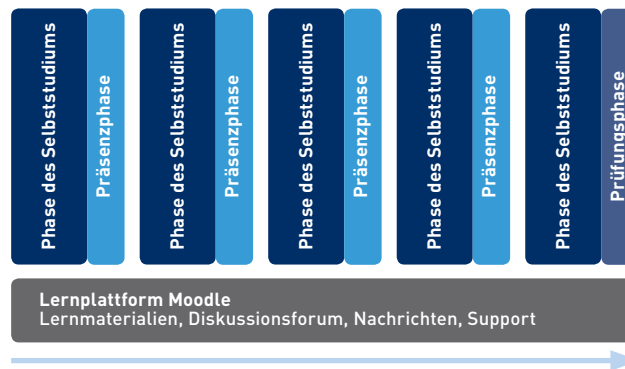 Phase des Selbststudiums
Präsenzphase
Phase des Selbststudiums
Präsenzphase
Phase des Selbststudiums
Präsenzphase
Phase des Selbststudiums
Präsenzphase
Phase des Selbststudiums
Prüfungsphase
Lernplattform Moodle
Lernmaterialien, Diskussionsforum, Nachrichten, Support